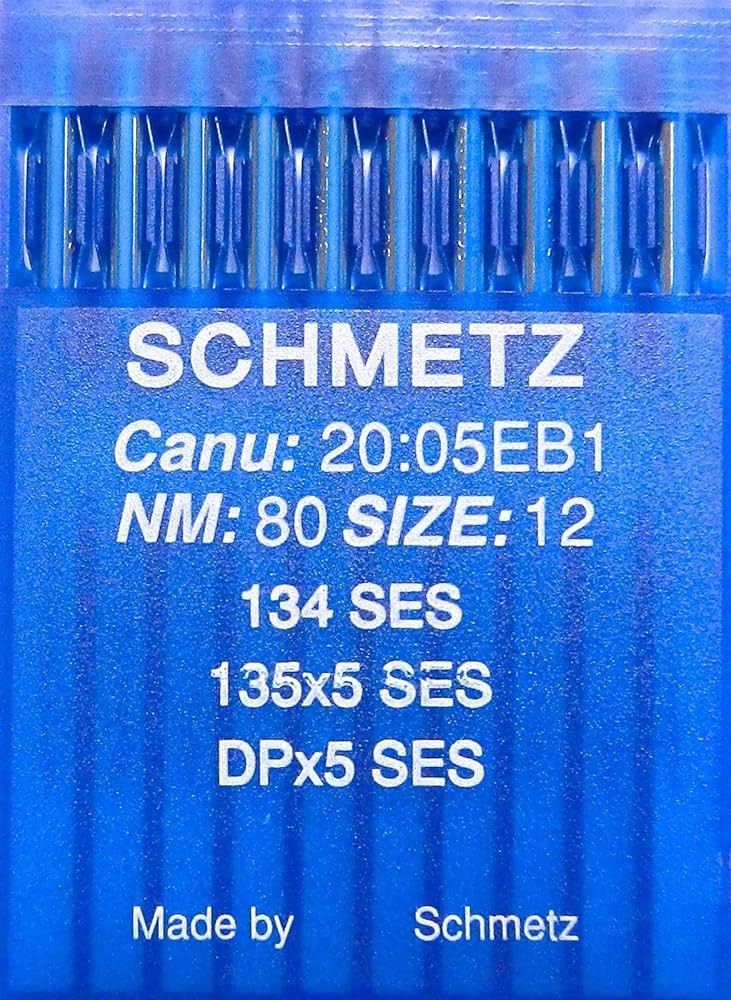 SCHMETZ
Canu: 20:05EB1
NM: 80 SIZE: 12
134 SES
135x5 SES
DPx5 SES
Made by Schmetz